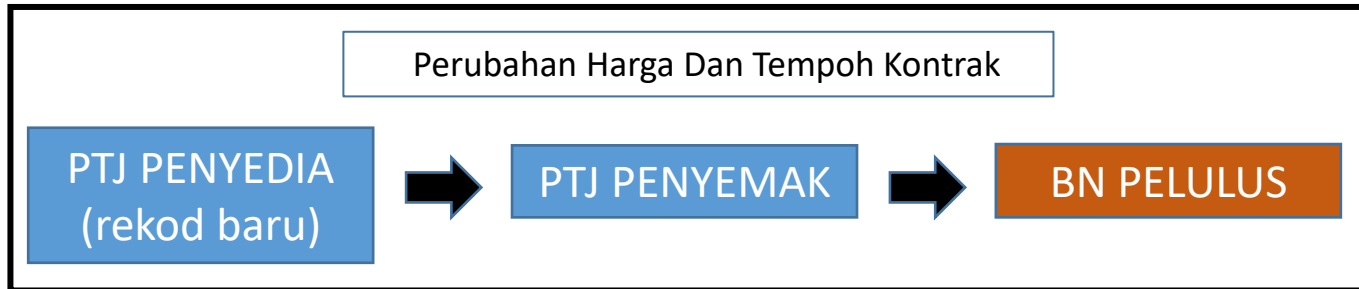 Perubahan Harga Dan Tempoh Kontrak
PTJ PENYEDIA
(rekod baru)
PTJ PENYEMAK
BN PELULUS